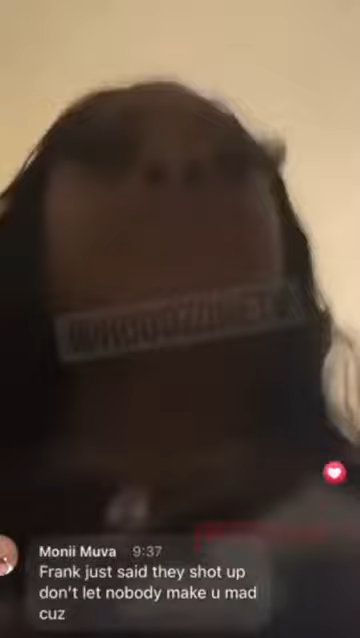 Monii Muva 9:37
Frank just said they shot up
don't let nobody make u mad
cuz